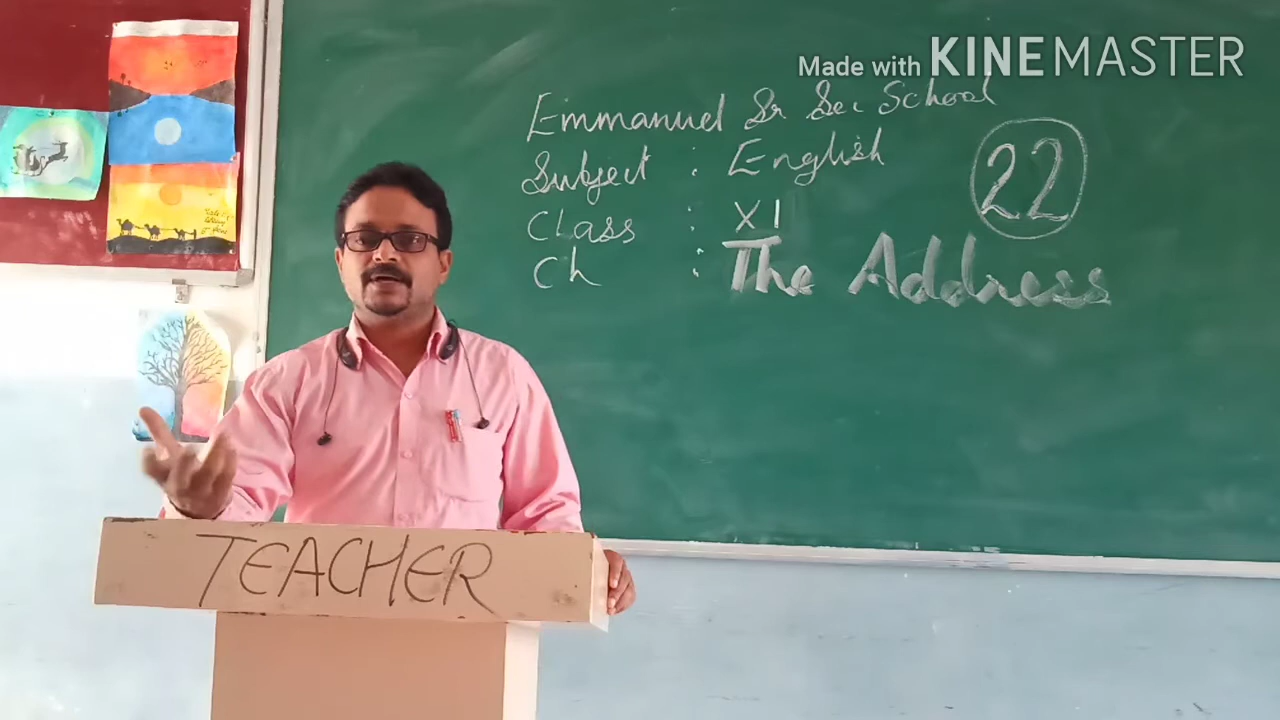 Made with KINEMASTER
Emmanuel Sr Sec School
Subject : English
22
Class : XI
Ch : The Address
TEACHER